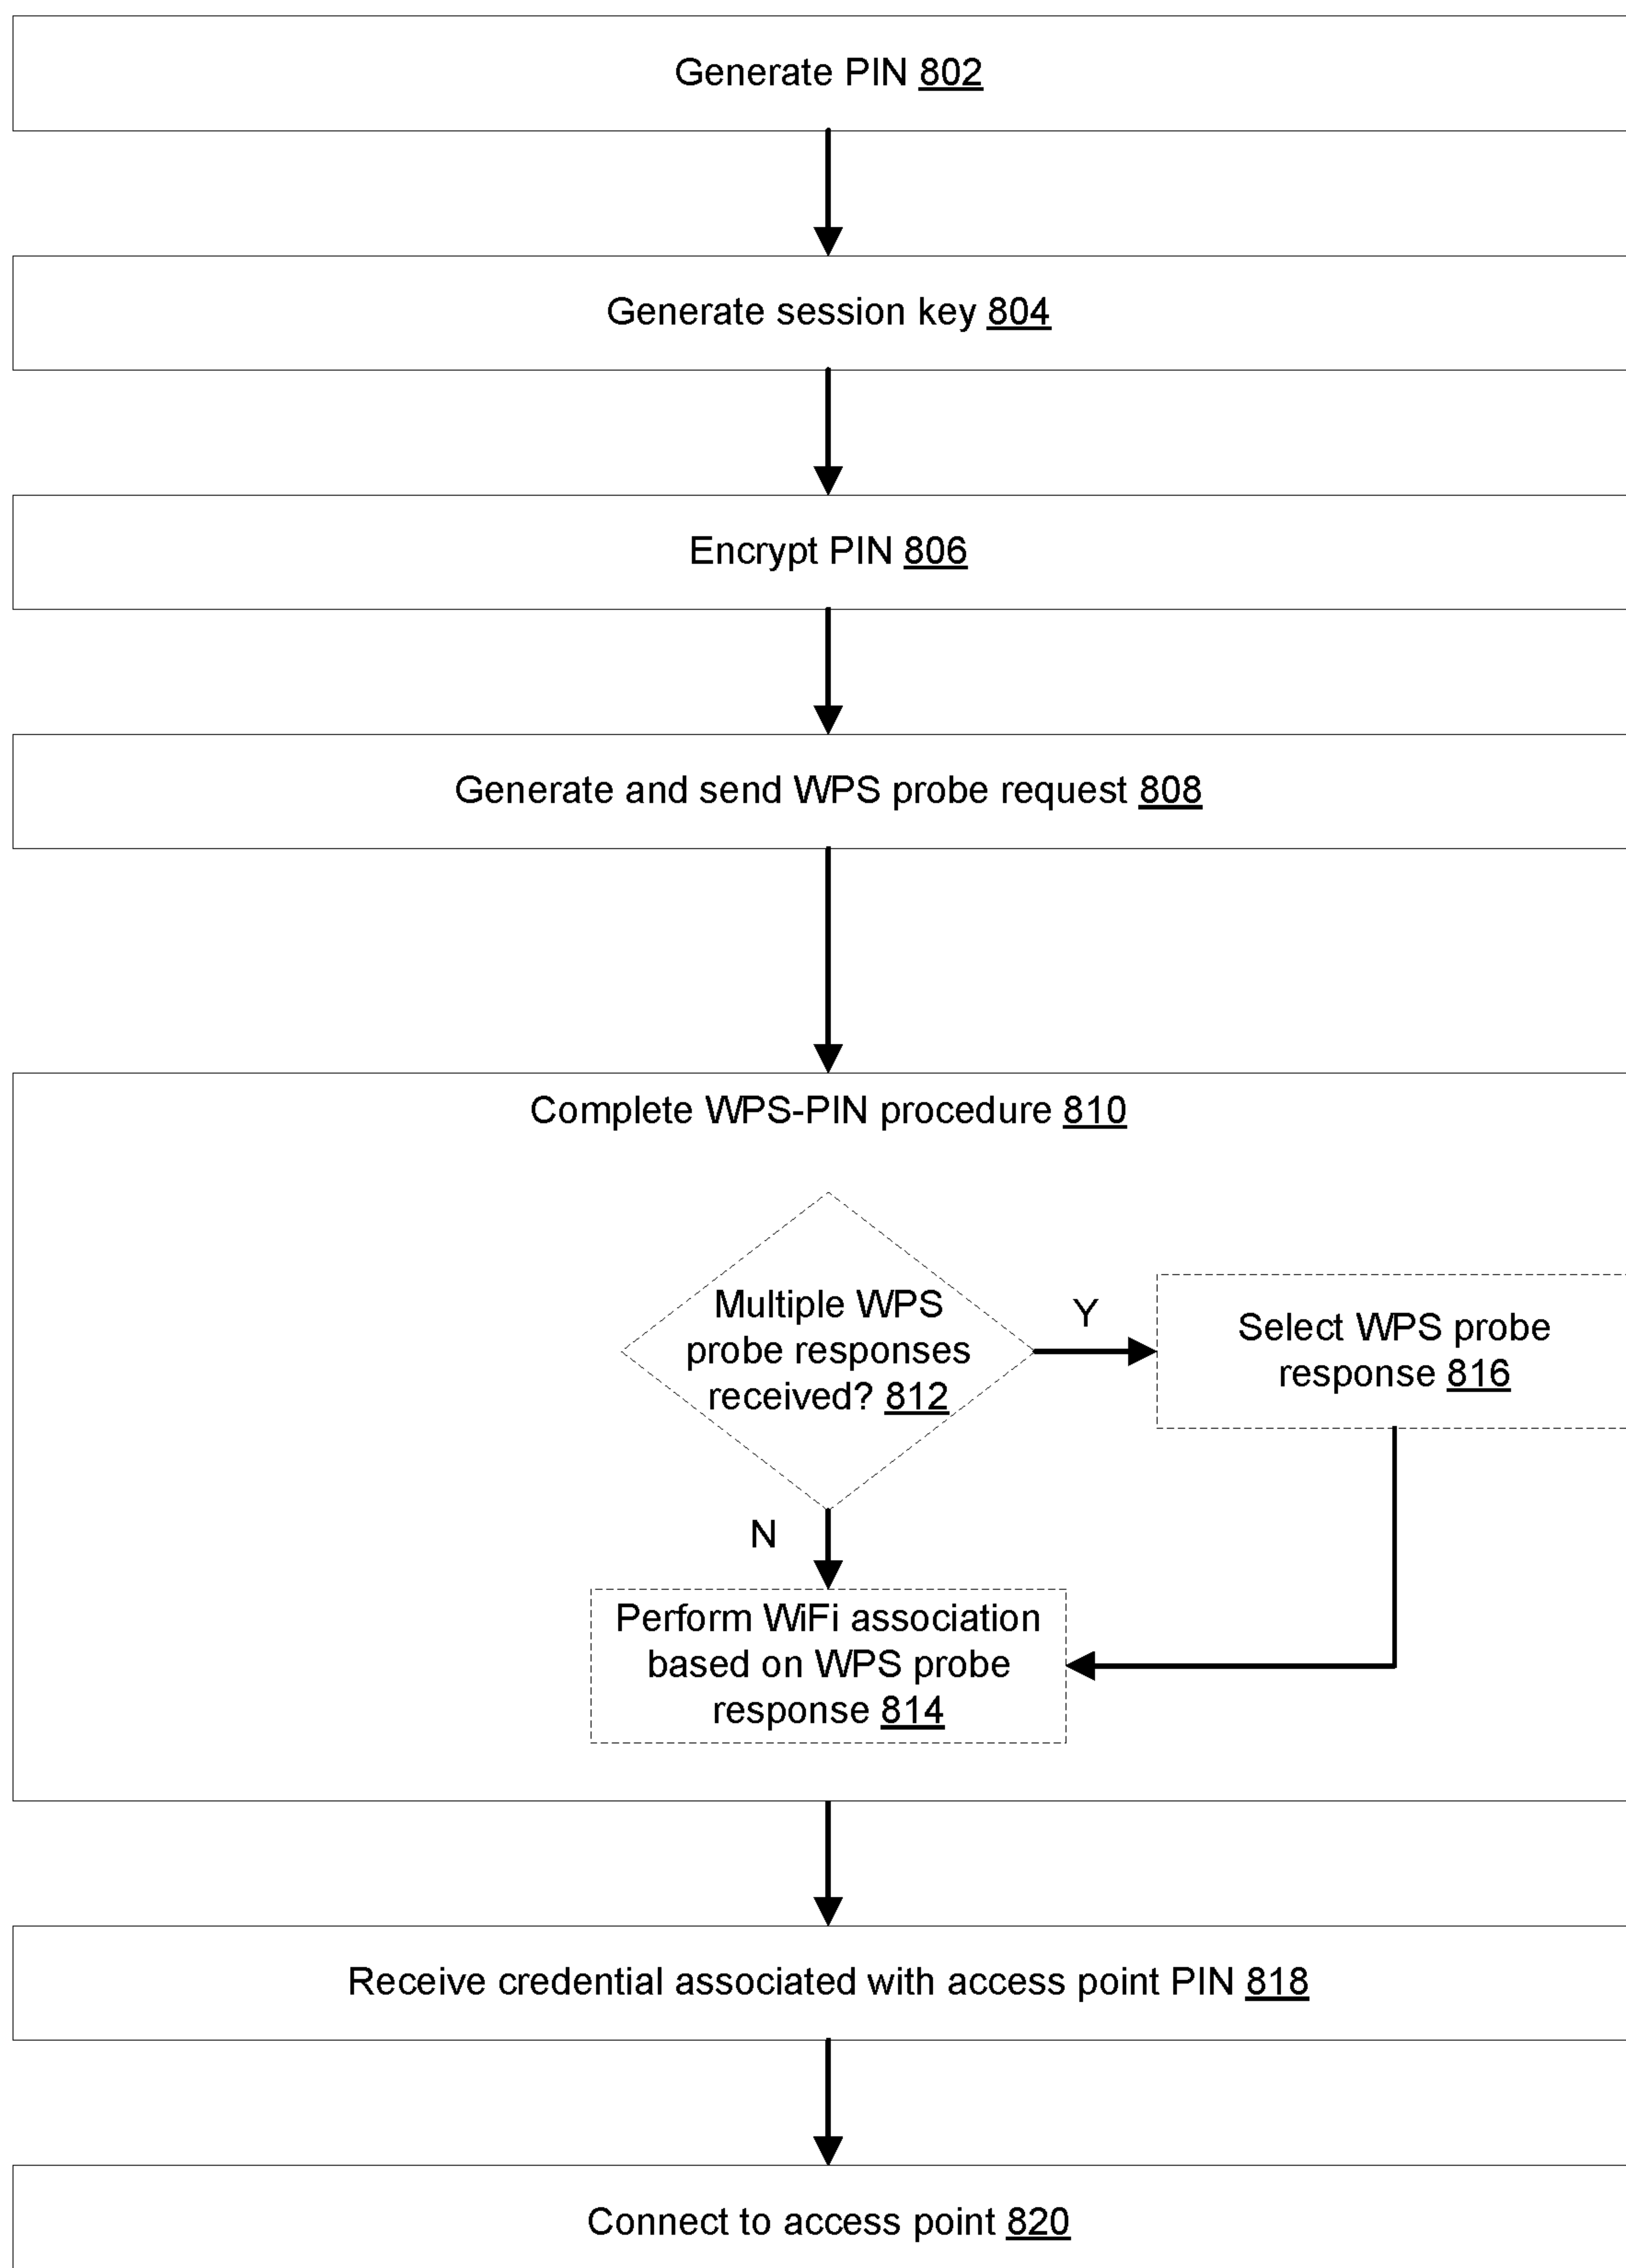 Generate PIN 802
Generate session key 804
Encrypt PIN 806
Generate and send WPS probe request 808
Complete WPS-PIN procedure 810
Multiple WPS
probe responses
received? 812
Y
Select WPS probe
response 816
N
Perform WiFi association
based on WPS probe
response 814
Receive credential associated with access point PIN 818
Connect to access point 820